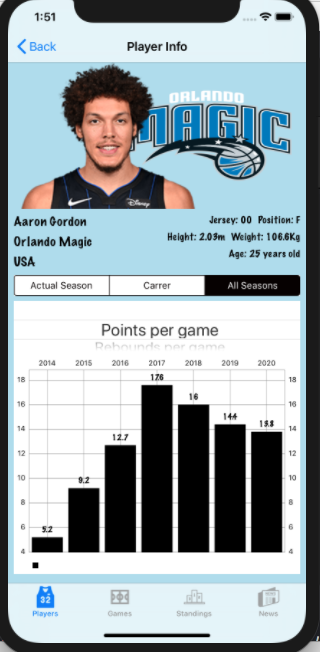 1:51
Back
Player Info
ORLANDO
MAGIC
Disney
Aaron Gordon
Jersey: 00 Position: F
Orlando Magic
Height: 2.03m Weight: 106.6Kg
USA
Age: 25 years old
Actual Season Carrer All Seasons
Points per game
Rebounds per game
2014 2015 2016 2017 2018 2019 2020
18 17.6 18
16 16 16
14 14.4 13.8 14
12 12.7 12
10 10
8 9.2 8
6 6
4 5.2 4
32
Players Games Standings News